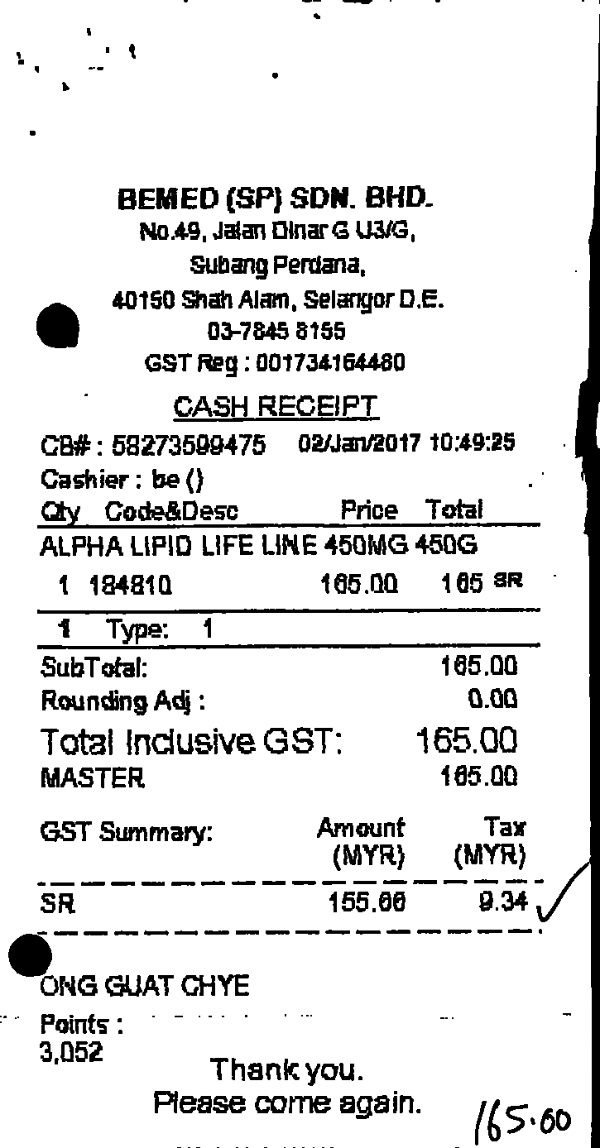 BEMED (SP) SDN. BHD.
No.49, Jalan Dinar G U3/G,
Subang Perdana,
40150 Shah Alam, Selangor D.E.
03-7845 8155
GST Reg : 001734164480
CASH RECEIPT
CB# : 58273599475 02/Jan/2017 10:49:25
Cashier : be ()
Qty Code&Desc Price Total
ALPHA LIPID LIFE LINE 450MG 450G
1 184810 165.00 165 SR
1 Type: 1
SubTotal: 165.00
Rounding Adj : 0.00
Total Inclusive GST: 165.00
MASTER 165.00
GST Summary: Amount Tax
(MYR) (MYR)
SR 155.66 9.34
ONG GUAT CHYE
Points :
3,052
Thank you.
Please come again.
165.00